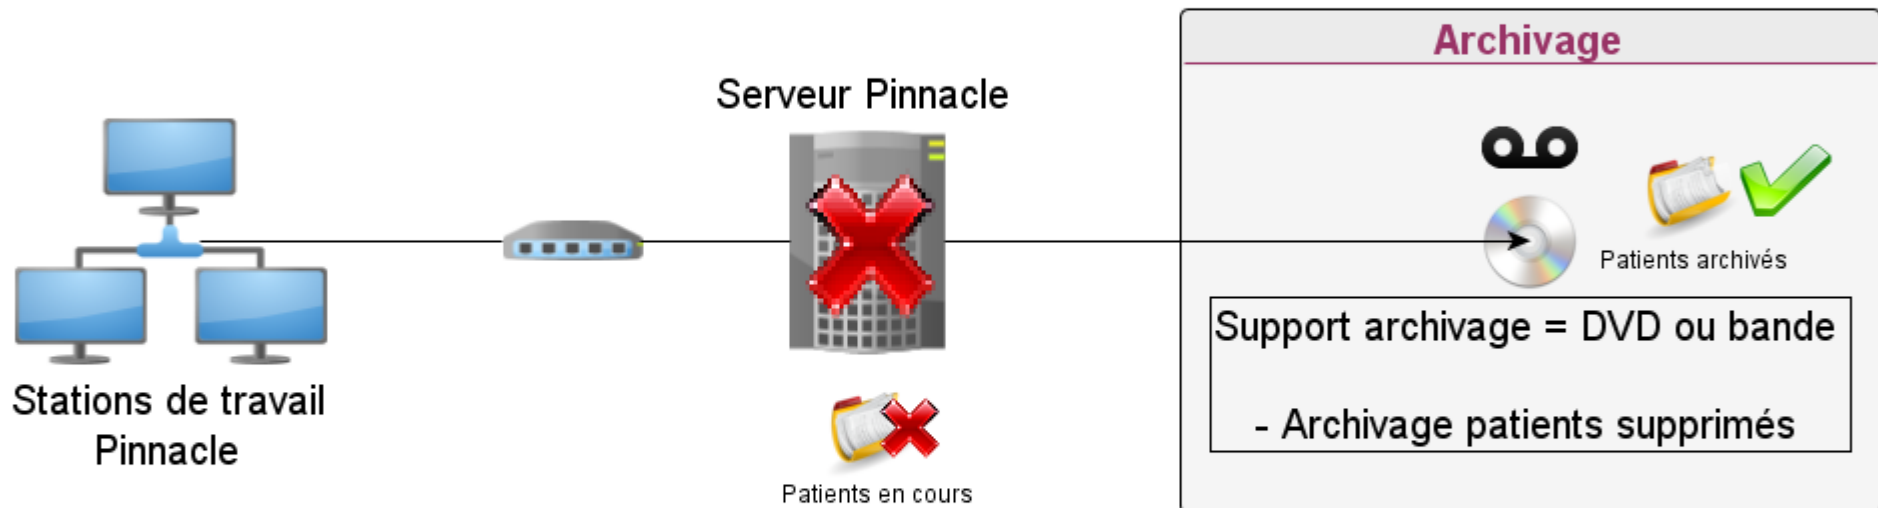 Archivage
Serveur Pinnacle
Patients archivés
Support archivage = DVD ou bande
- Archivage patients supprimés
Stations de travail
Pinnacle
Patients en cours